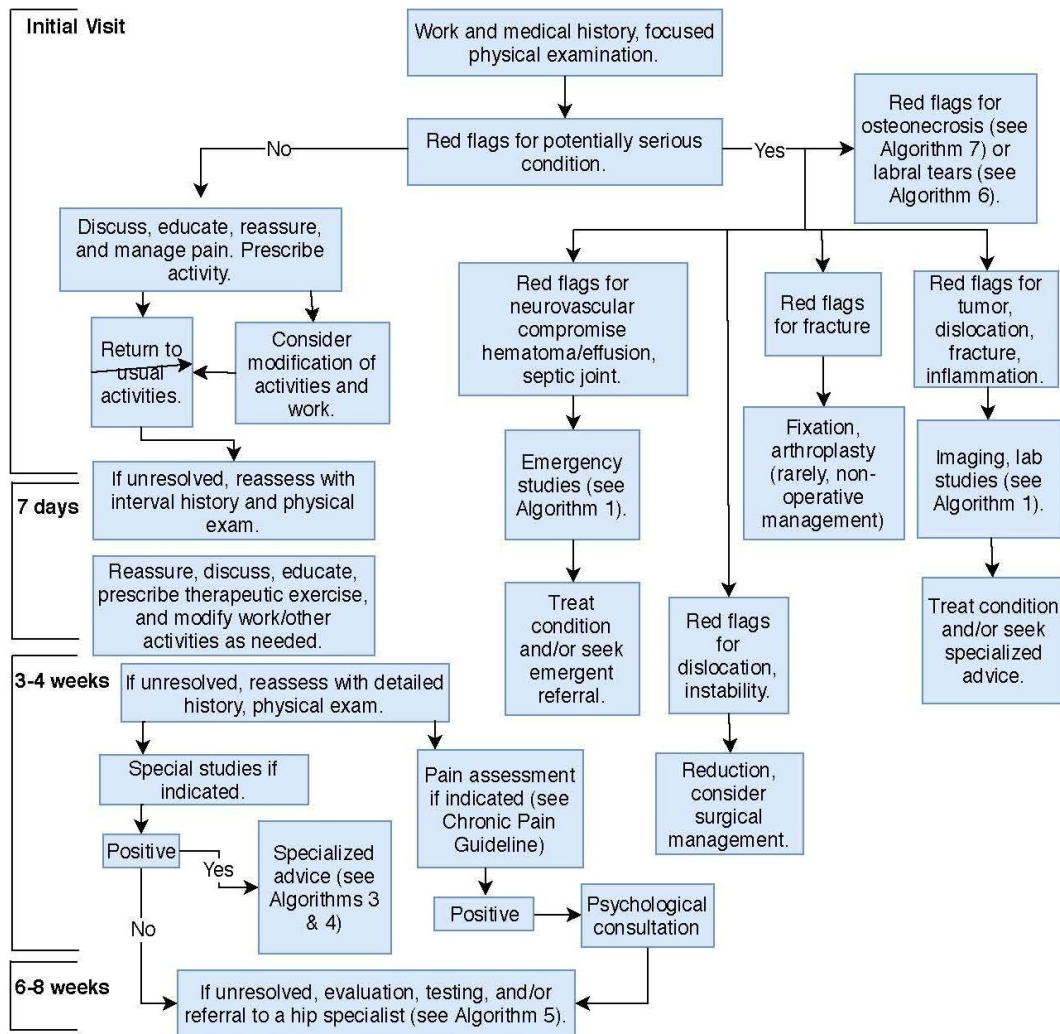 Initial Visit
Work and medical history, focused
physical examination.
Red flags for potentially serious
condition.
No
Yes
Red flags for
osteonecrosis (see
Algorithm 7) or
labral tears (see
Algorithm 6).
Discuss, educate, reassure,
and manage pain. Prescribe
activity.
Return to
usual
activities.
Consider
modification of
activities and
work.
Red flags for
neurovascular
compromise
hematoma/effusion,
septic joint.
Red flags
for fracture
Red flags for
tumor,
dislocation,
fracture,
inflammation.
Emergency
studies (see
Algorithm 1).
Fixation,
arthroplasty
(rarely, non-
operative
management)
Imaging, lab
studies (see
Algorithm 1).
7 days
If unresolved, reassess with
interval history and physical
exam.
Reassure, discuss, educate,
prescribe therapeutic exercise,
and modify work/other
activities as needed.
Treat
condition
and/or seek
emergent
referral.
Red flags
for
dislocation,
instability.
Treat condition
and/or seek
specialized
advice.
3-4 weeks
If unresolved, reassess with detailed
history, physical exam.
Special studies if
indicated.
Pain assessment
if indicated (see
Chronic Pain
Guideline)
Reduction,
consider
surgical
management.
Positive
Yes
Specialized
advice (see
Algorithms 3
& 4)
No
Positive
Psychological
consultation
6-8 weeks
If unresolved, evaluation, testing, and/or
referral to a hip specialist (see Algorithm 5).